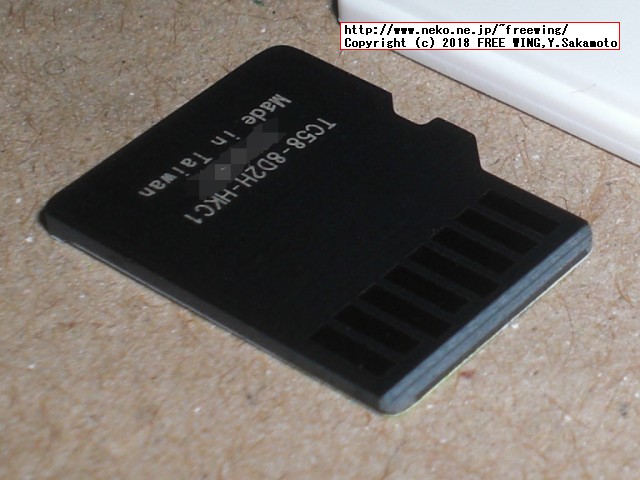 http://www.neko.ne.jp/~freewing/
Copyright (c) 2018 FREE WING,Y.Sakamoto
TC58-8D2H-HKC1
Made in Taiwan